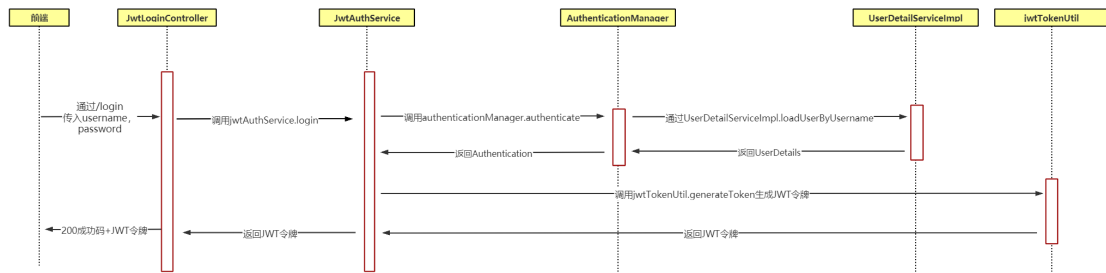 前端
JwtLoginController
JwtAuthService
AuthenticationManager
UserDetailServiceImpl
jwtTokenUtil
通过/login
传入username，
password
调用jwtAuthService.login
调用authenticationManager.authenticate
通过UserDetailServiceImpl.loadUserByUsername
返回Authentication
返回UserDetails
调用jwtTokenUtil.generateToken生成JWT令牌
200成功码+JWT令牌
返回JWT令牌
返回JWT令牌